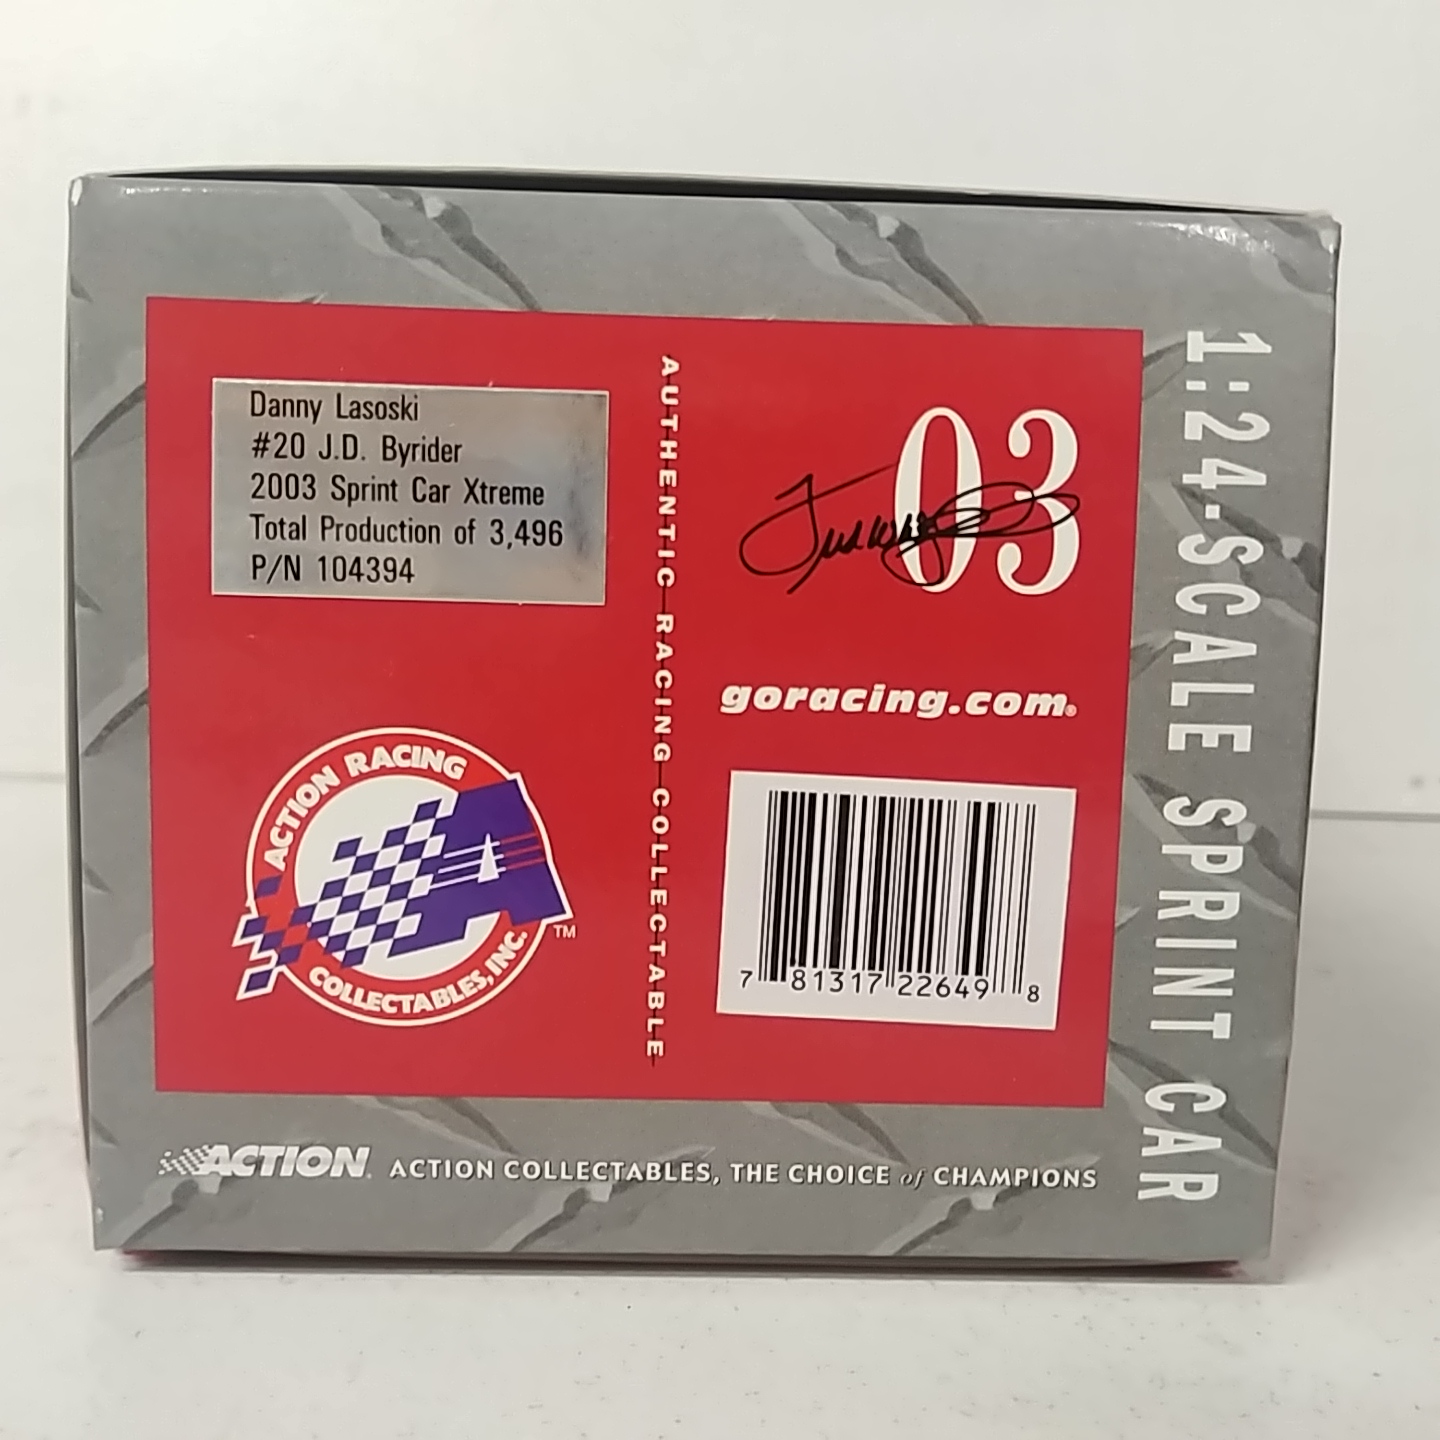 Danny Lasoski
#20 J.D. Byrider
2003 Sprint Car Xtreme
Total Production of 3,496
P/N 104394
AUTHENTIC RACING COLLECTABLE
03
goracing.com®
ACTION RACING
COLLECTABLES, INC.
TM
7 81317 22649 8
1:24-SCALE SPRINT CAR
ACTION® ACTION COLLECTABLES, THE CHOICE of CHAMPIONS